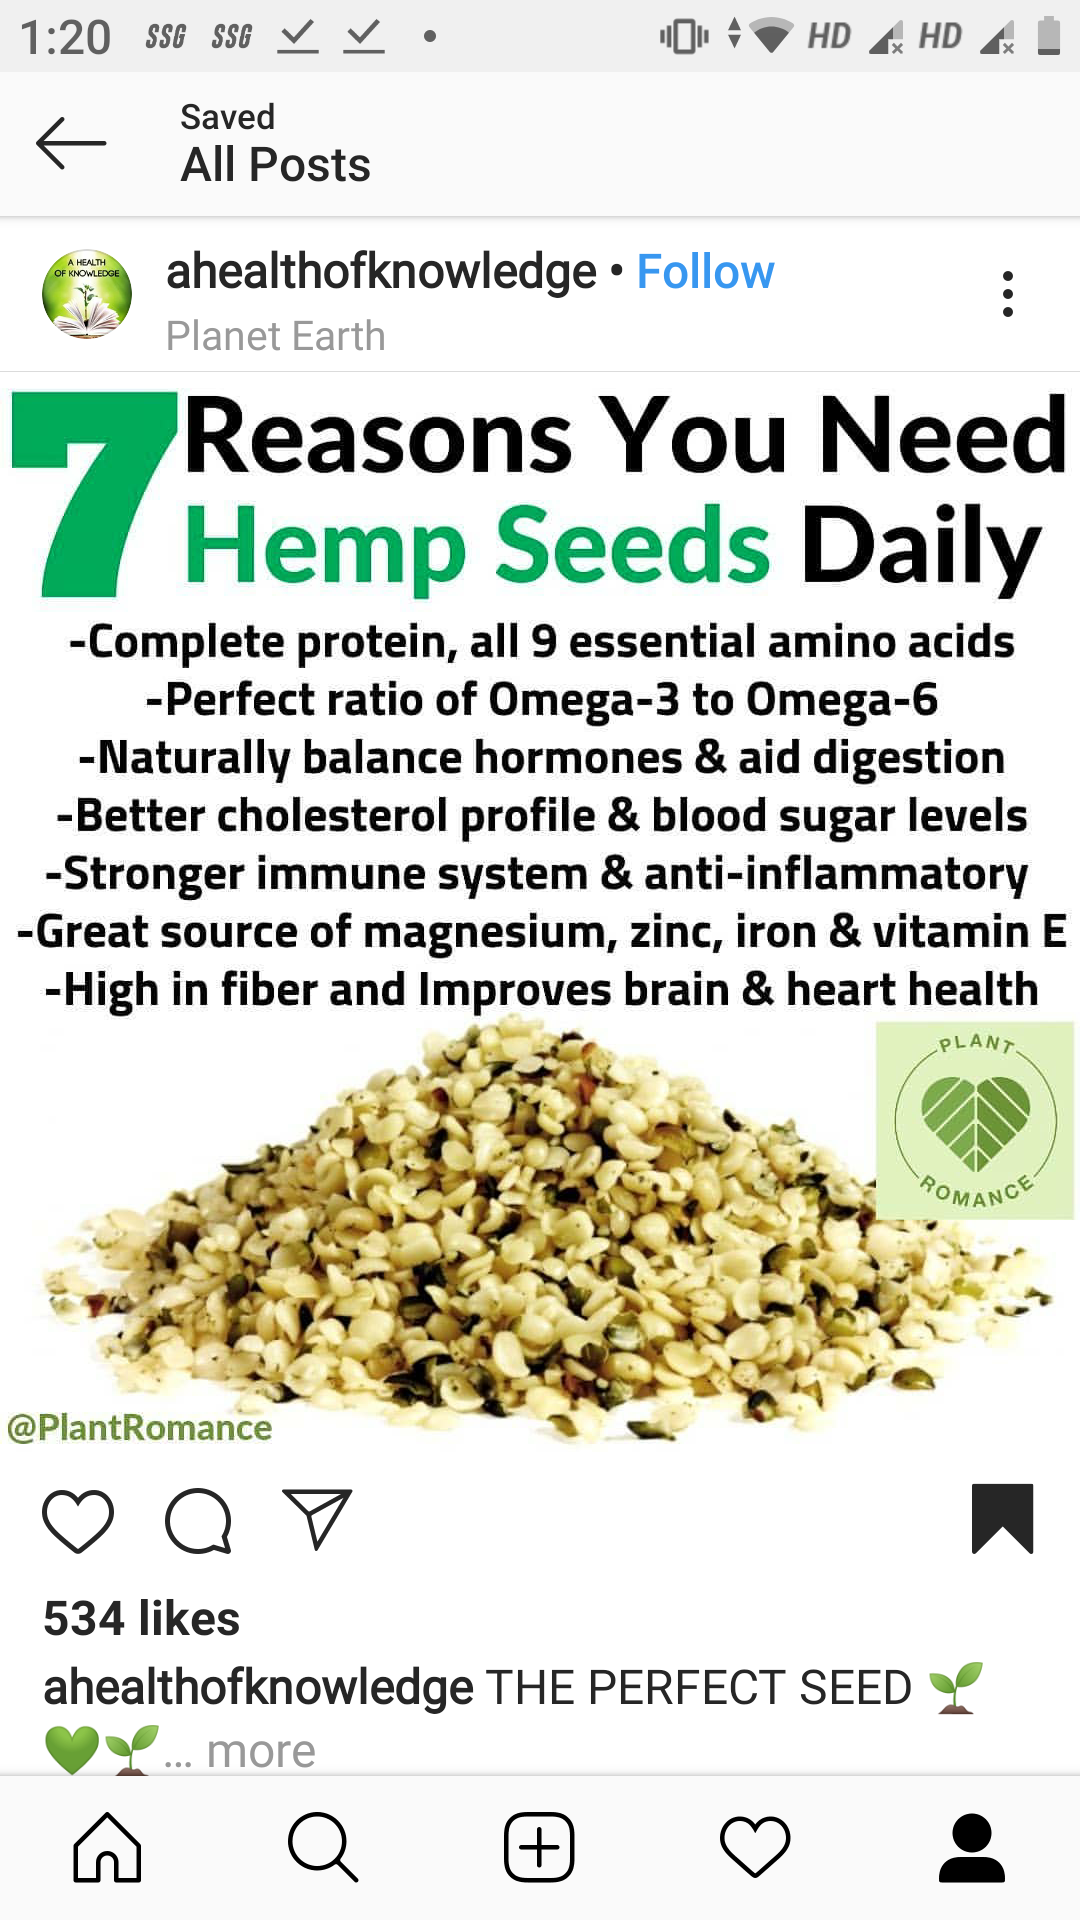 1:20 SSG SSG HD HD
Saved
All Posts
A HEALTH
OF KNOWLEDGE
ahealthofknowledge • Follow
Planet Earth
7 Reasons You Need
Hemp Seeds Daily
-Complete protein, all 9 essential amino acids
-Perfect ratio of Omega-3 to Omega-6
-Naturally balance hormones & aid digestion
-Better cholesterol profile & blood sugar levels
-Stronger immune system & anti-inflammatory
-Great source of magnesium, zinc, iron & vitamin E
-High in fiber and Improves brain & heart health
PLANT
ROMANCE
@PlantRomance
534 likes
ahealthofknowledge THE PERFECT SEED 🌱
💚🌱... more